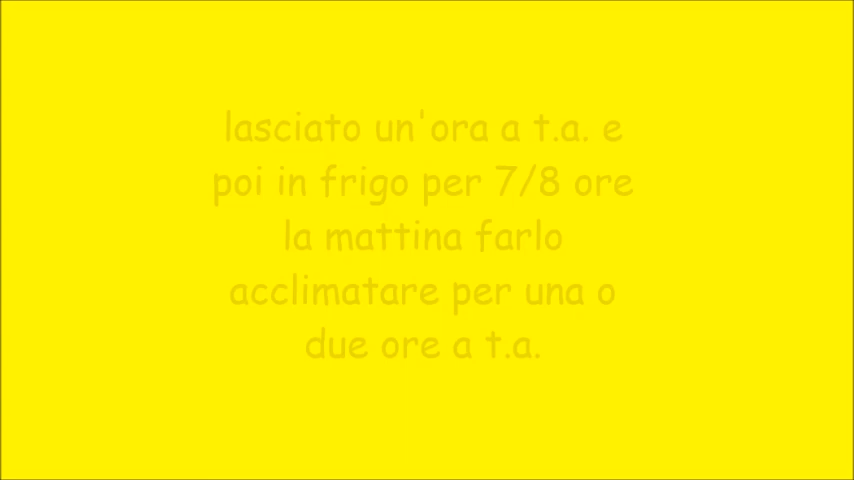 lasciato un'ora a t.a. e
poi in frigo per 7/8 ore
la mattina farlo
acclimatare per una o
due ore a t.a.